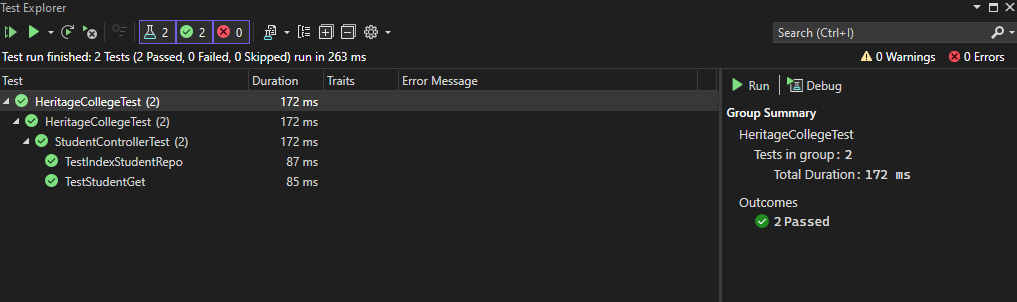 Test Explorer
2 2 0
Search (Ctrl+I)
Test run finished: 2 Tests (2 Passed, 0 Failed, 0 Skipped) run in 263 ms
0 Warnings 0 Errors
Test Duration Traits Error Message
HeritageCollegeTest (2) 172 ms
HeritageCollegeTest (2) 172 ms
StudentControllerTest (2) 172 ms
TestIndexStudentRepo 87 ms
TestStudentGet 85 ms
Run Debug
Group Summary
HeritageCollegeTest
Tests in group: 2
Total Duration: 172 ms
Outcomes
2 Passed